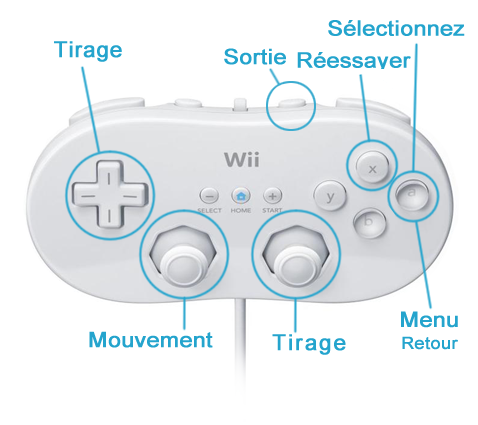 Sélectionnez
Tirage
Sortie
Réessayer
Wii
x
a
y
b
SELECT
HOME
START
Menu
Retour
Mouvement
Tirage